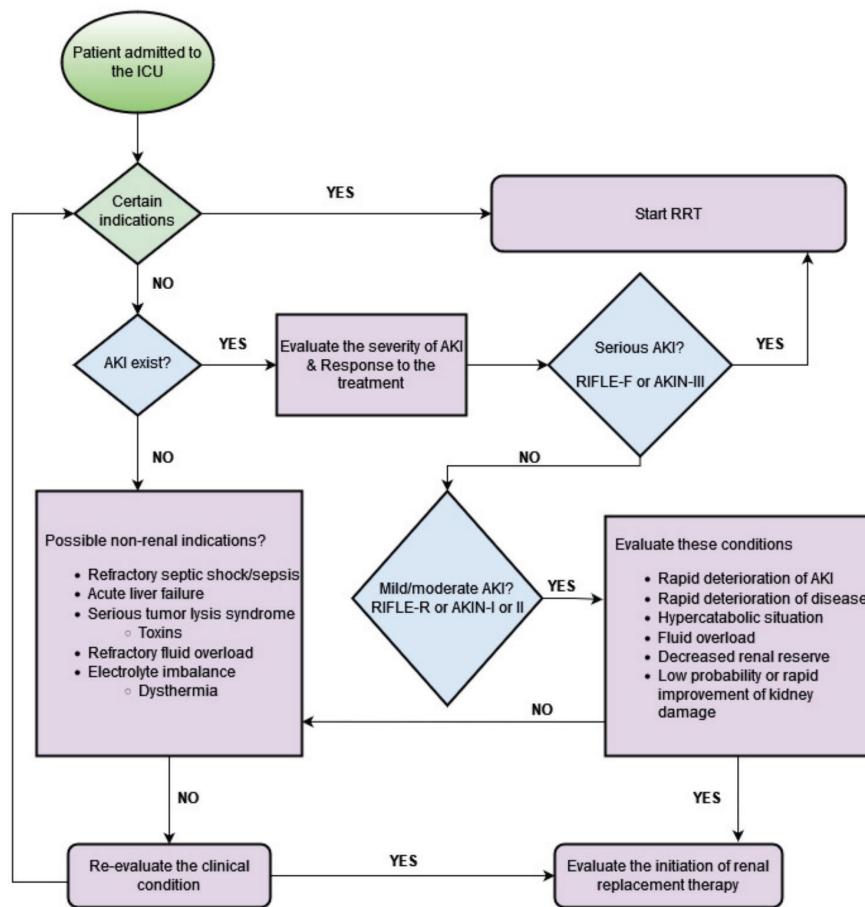 Patient admitted to
the ICU
Certain
indications
YES
Start RRT
NO
AKI exist?
YES
Evaluate the severity of AKI
& Response to the
treatment
Serious AKI?
RIFLE-F or AKIN-III
YES
NO
NO
Possible non-renal indications?
Refractory septic shock/sepsis
Acute liver failure
Serious tumor lysis syndrome
Toxins
Refractory fluid overload
Electrolyte imbalance
Dysthermia
Mild/moderate AKI?
RIFLE-R or AKIN-I or II
YES
Evaluate these conditions
Rapid deterioration of AKI
Rapid deterioration of disease
Hypercatabolic situation
Fluid overload
Decreased renal reserve
Low probability or rapid
improvement of kidney
damage
NO
NO
YES
Re-evaluate the clinical
condition
YES
Evaluate the initiation of renal
replacement therapy